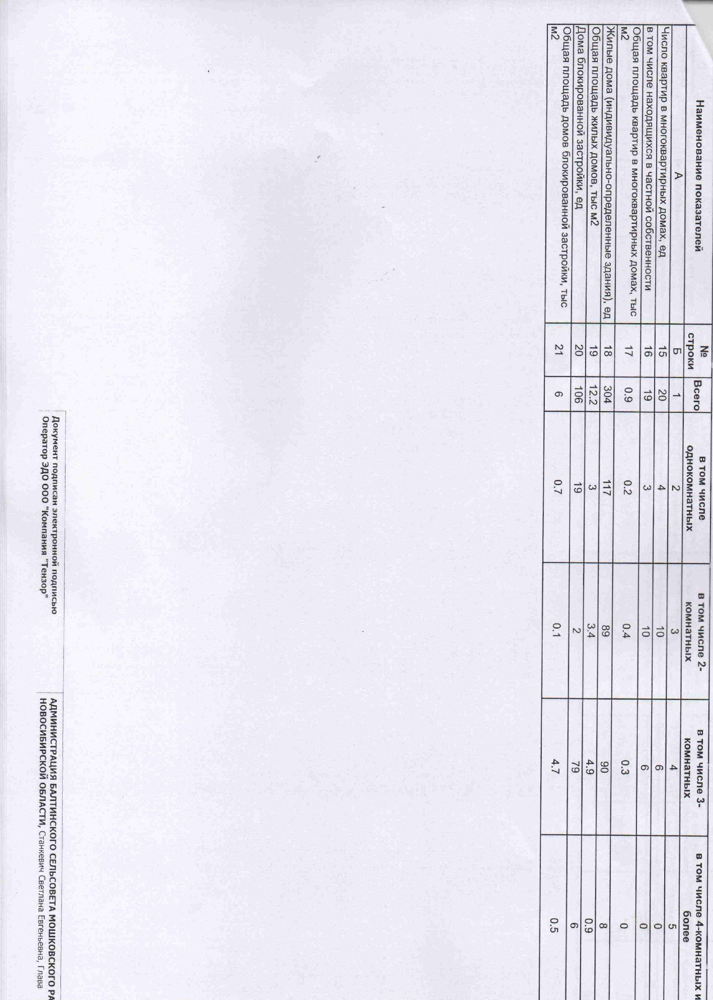 Наименование показателей № строки Всего в том числе однокомнатных в том числе 2-комнатных в том числе 3-комнатных в том числе 4-комнатных и более
А Б 1 2 3 4 5
Число квартир в многоквартирных домах, ед 15 20 4 10 6 0
в том числе находящихся в частной собственности 16 19 3 10 6 0
Общая площадь квартир в многоквартирных домах, тыс
м2 17 0.9 0.2 0.4 0.3 0
Жилые дома (индивидуально-определенные здания), ед 18 304 117 89 90 8
Общая площадь жилых домов, тыс м2 19 12.2 3 3.4 4.9 0.9
Дома блокированной застройки, ед 20 106 19 2 79 6
Общая площадь домов блокированной застройки, тыс
м2 21 6 0.7 0.1 4.7 0.5
Документ подписан электронной подписью
Оператор ЭДО ООО "Компания "Тензор"
АДМИНИСТРАЦИЯ БАЛТИНСКОГО СЕЛЬСОВЕТА МОШКОВСКОГО РА
НОВОСИБИРСКОЙ ОБЛАСТИ, Станкевич Светлана Евгеньевна, Глава